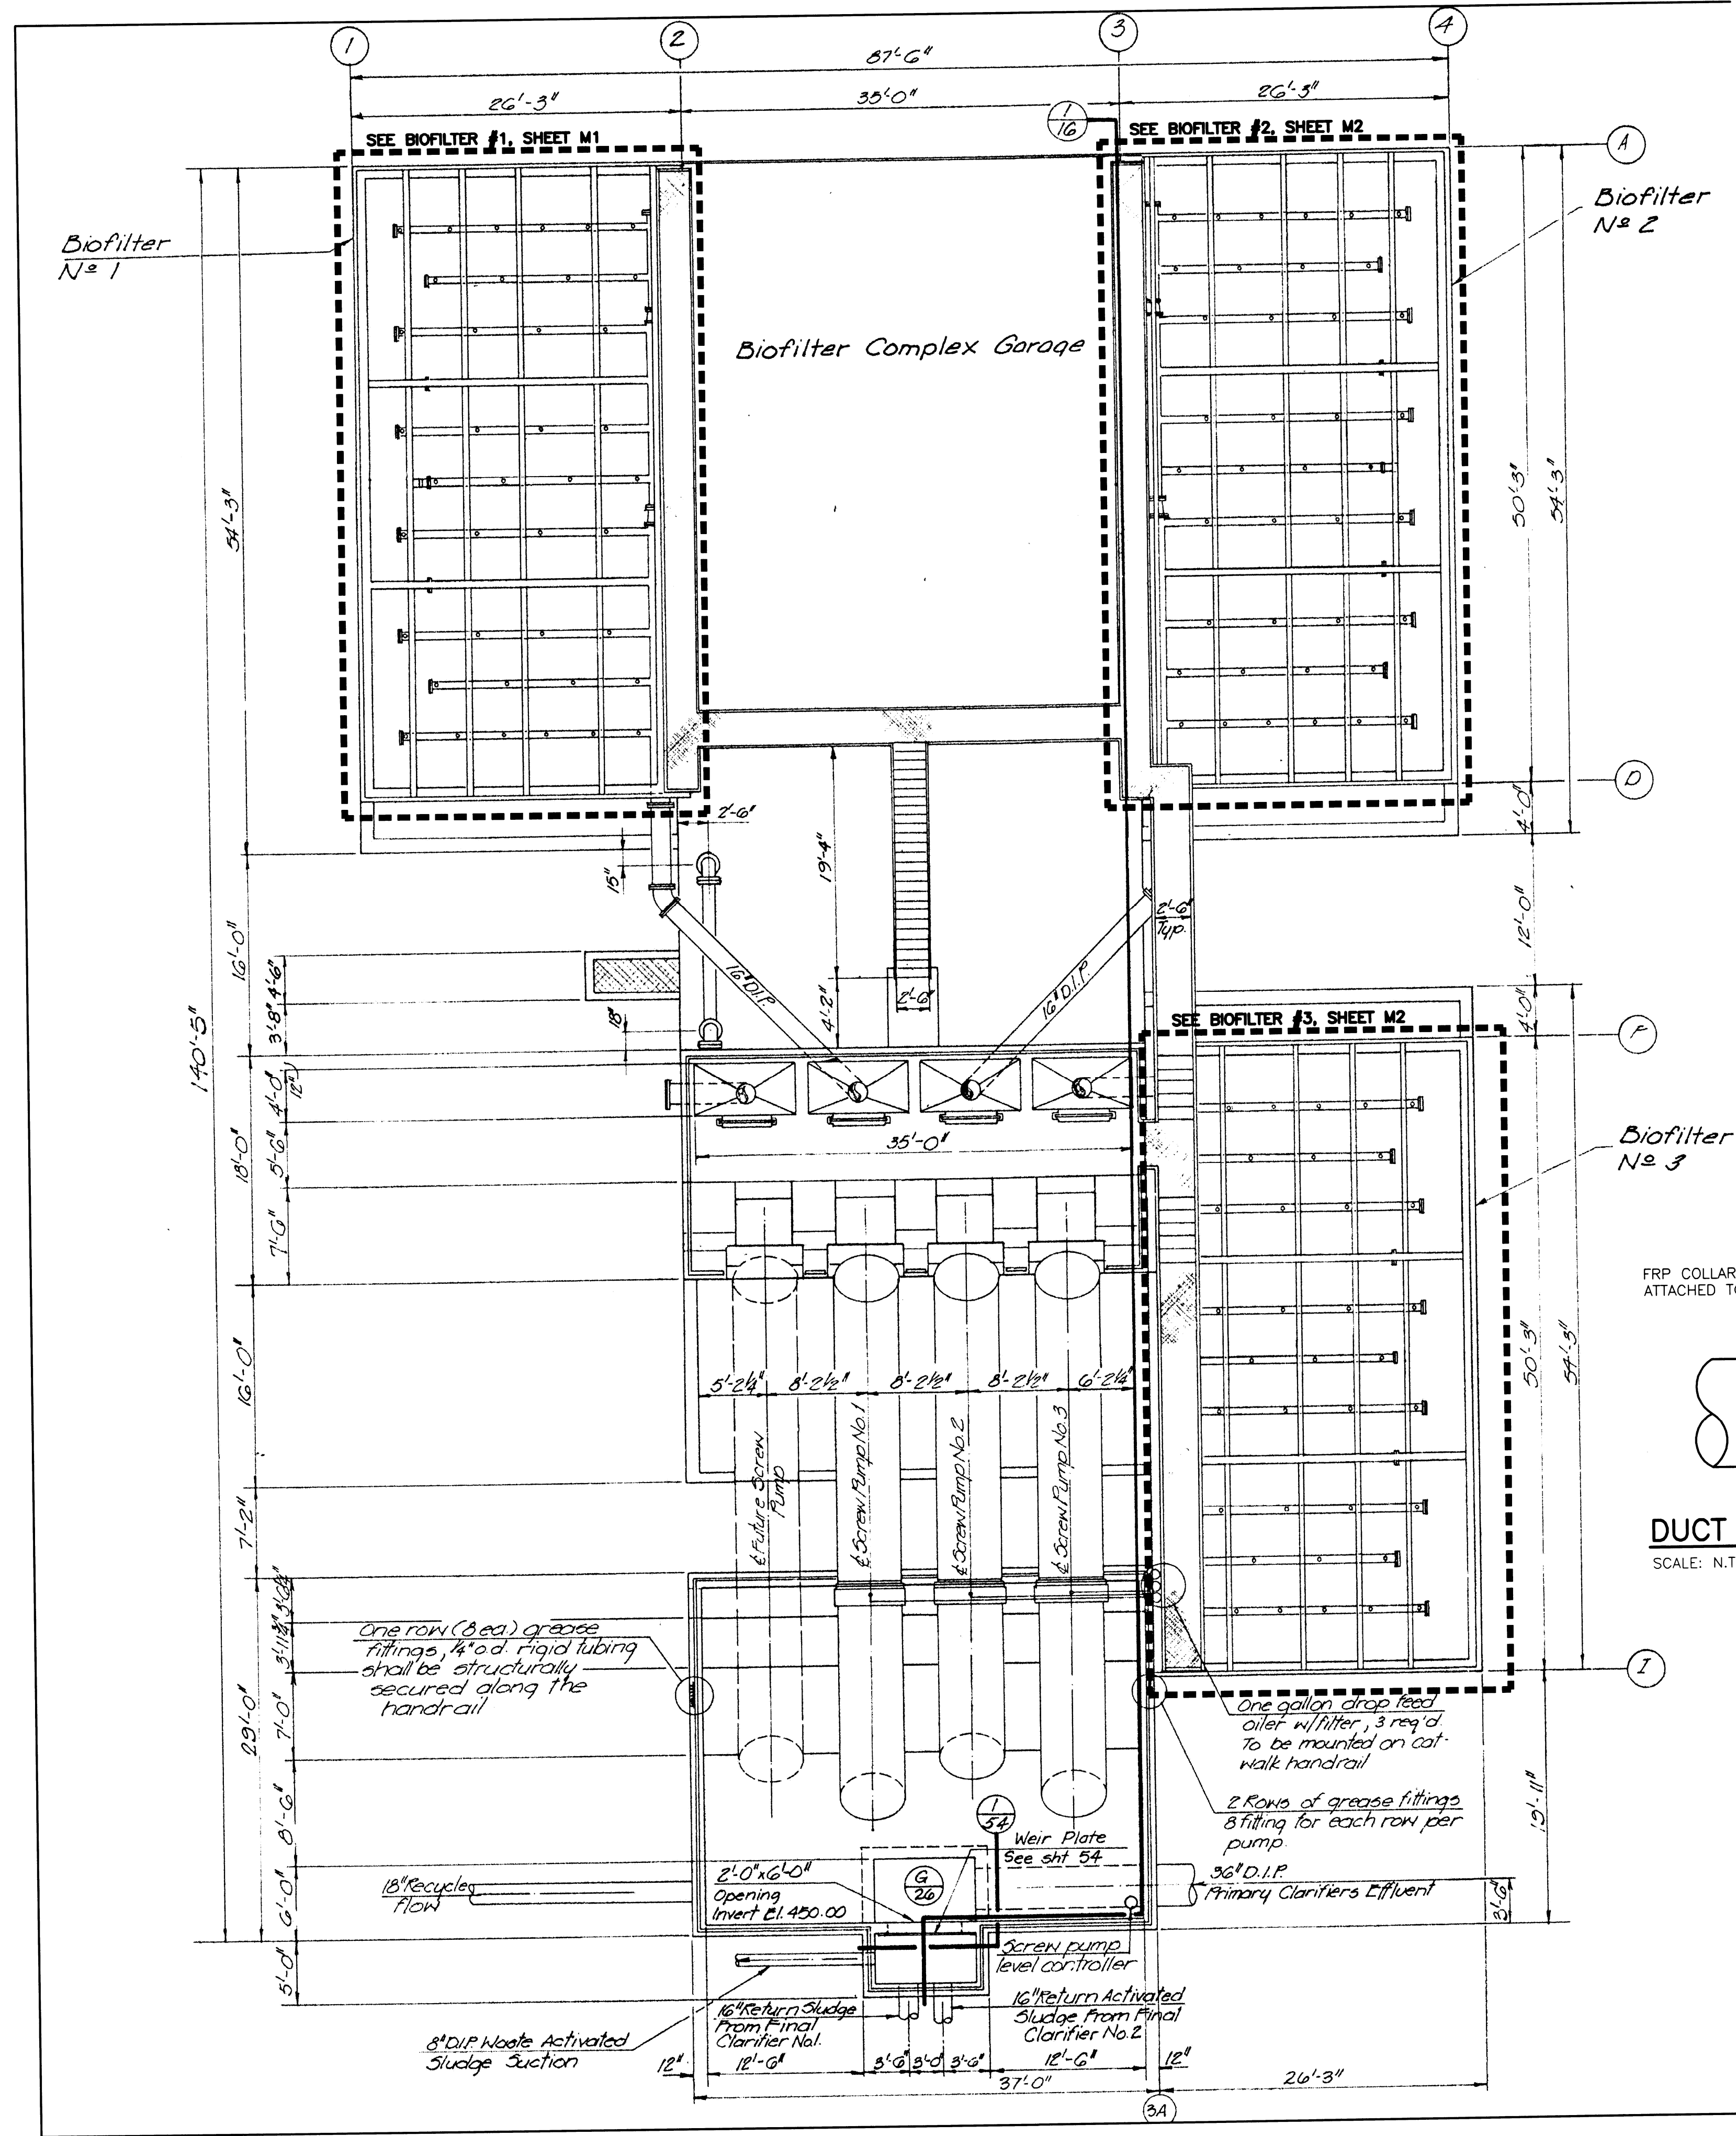 1
2
3
4
87'-6"
26'-3"
35'-0"
26'-3"
1
16
SEE BIOFILTER #1, SHEET M1
SEE BIOFILTER #2, SHEET M2
A
Biofilter
Nº 1
Biofilter
Nº 2
Biofilter Complex Garage
54'-3"
50'-3"
54'-3"
D
4'-0"
2'-6"
15"
19'-4"
2'-6"
Typ.
12'-0"
16'-0"
140'-5"
4'-6"
3'-8"
16" D.I.P.
16" D.I.P.
18"
4'-2"
2'-6"
4'-0"
SEE BIOFILTER #3, SHEET M2
F
12"
4'-0"
18'-0"
5'-6"
7'-6"
35'-0"
Biofilter
Nº 3
FRP COLLAR
ATTACHED
16'-0"
5'-2¼"
8'-2½"
8'-2½"
8'-2½"
6'-2¼"
50'-3"
54'-3"
℄ Future Screw
Pump
℄ Screw Pump No.1
℄ Screw Pump No.2
℄ Screw Pump No.3
7'-2"
DUCT
SCALE:
One row (8 ea.) grease
fittings, ¼" o.d. rigid tubing
shall be structurally
secured along the
handrail
29'-0"
7'-0"
8'-6"
6'-0"
5'-0"
I
One gallon drop feed
oiler w/filter, 3 req'd.
To be mounted on cat-
walk handrail
2 Rows of grease fittings
8 fitting for each row per
pump.
19'-11"
1
54
Weir Plate
See sht 54
G
26
2'-0"x6'-0"
Opening
Invert El. 450.00
18" Recycle
flow
36" D.I.P.
Primary Clarifiers Effluent
3'-6"
Screw pump
level controller
16" Return Sludge
From Final
Clarifier No1.
16" Return Activated
Sludge From Final
Clarifier No.2
8" D.I.P. Waste Activated
Sludge Suction
12"
12'-6"
3'-6"
3'-0"
3'-6"
12'-6"
12"
37'-0"
26'-3"
3A